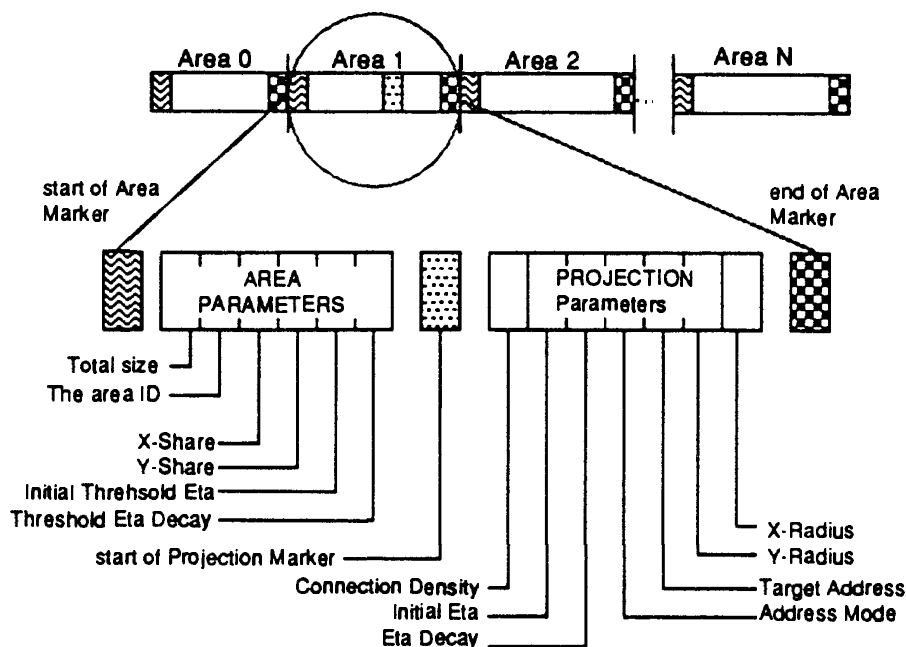 Area 0 Area 1 Area 2 Area N
start of Area
Marker
end of Area
Marker
AREA
PARAMETERS
PROJECTION
Parameters
Total size
The area ID
X-Share
Y-Share
Initial Threhsold Eta
Threshold Eta Decay
start of Projection Marker
Connection Density
Initial Eta
Eta Decay
X-Radius
Y-Radius
Target Address
Address Mode